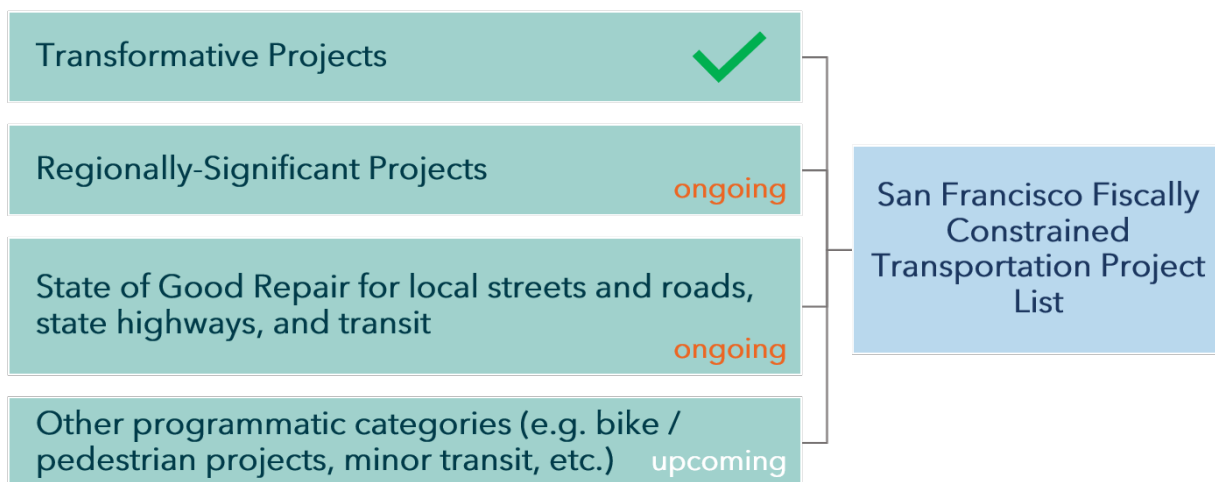 Transformative Projects
Regionally-Significant Projects
ongoing
State of Good Repair for local streets and roads,
state highways, and transit
ongoing
Other programmatic categories (e.g. bike /
pedestrian projects, minor transit, etc.)
upcoming
San Francisco Fiscally
Constrained
Transportation Project
List